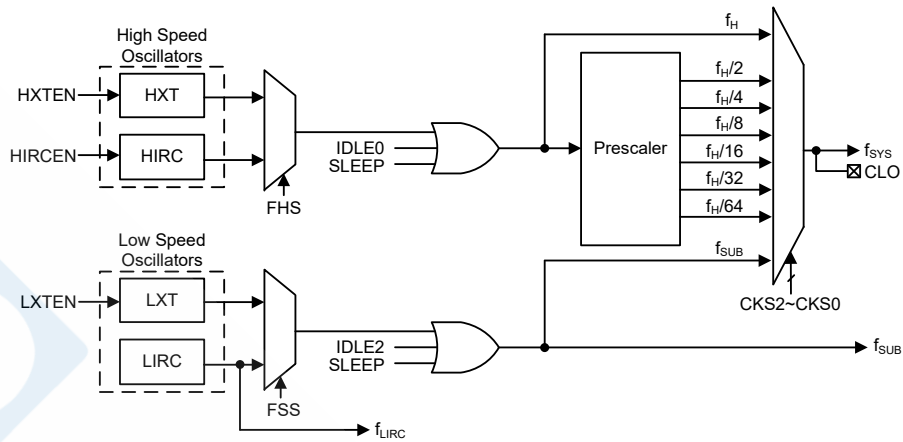 High Speed
Oscillators
HXTEN
HXT
HIRCEN
HIRC
FHS
IDLE0
SLEEP
Prescaler
fH
fH/2
fH/4
fH/8
fH/16
fH/32
fH/64
fSUB
fSYS
CLO
CKS2~CKS0
Low Speed
Oscillators
LXTEN
LXT
LIRC
FSS
IDLE2
SLEEP
fSUB
fLIRC